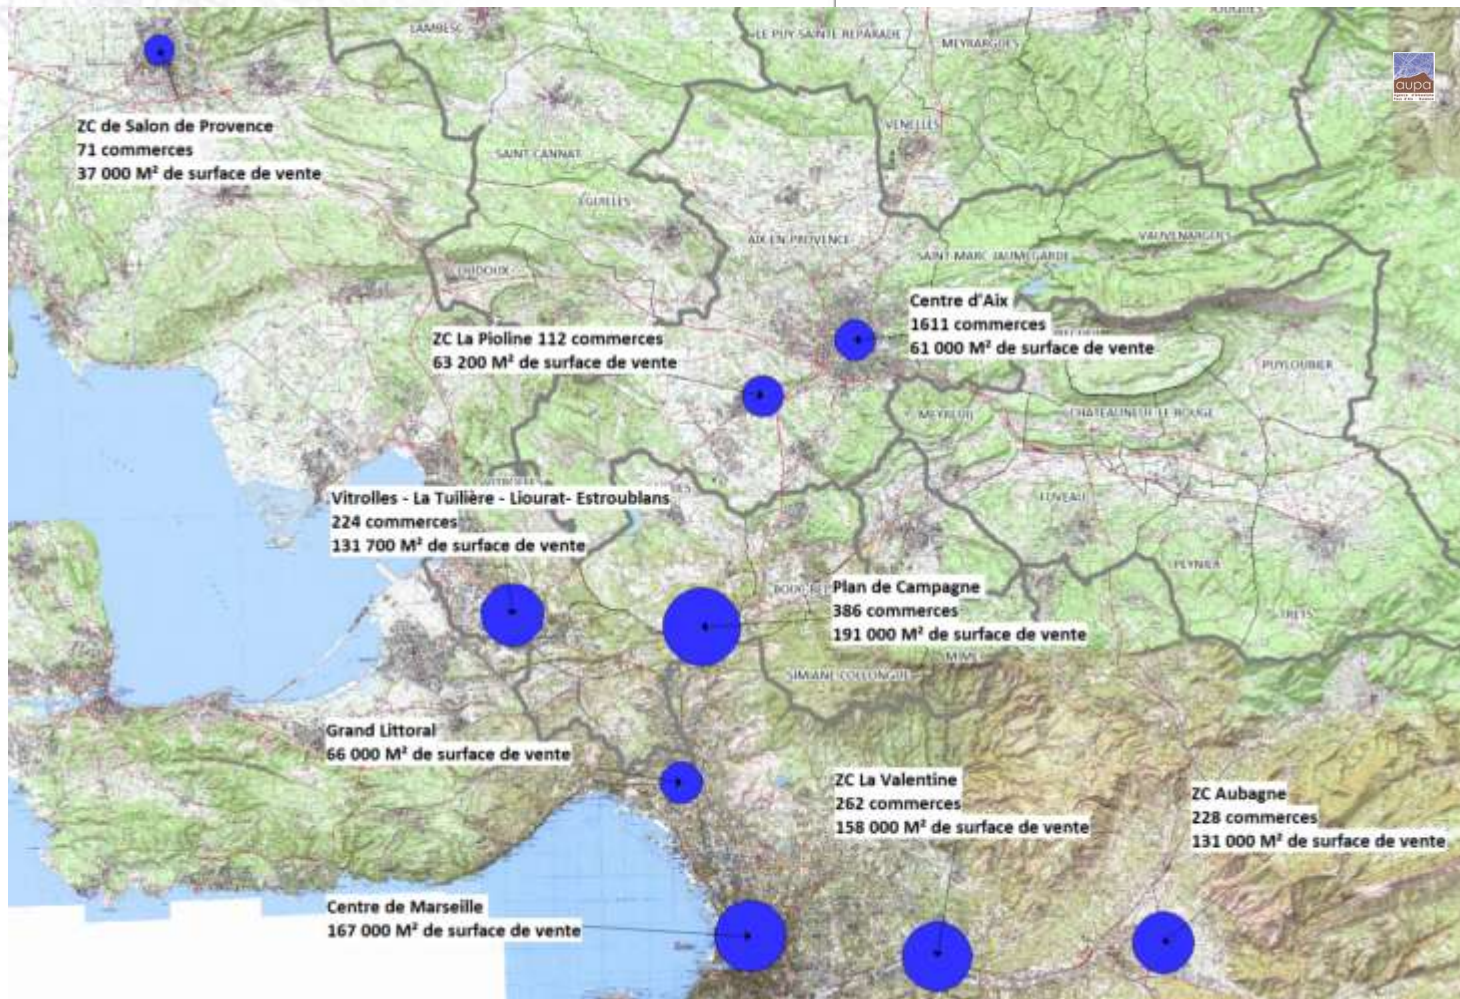 LAMBESC
LE PUY SAINTE REPARADE
MEYRARGUES
JOUQUES
aupa
ZC de Salon de Provence
71 commerces
37 000 M² de surface de vente
VENELLES
SAINT CANNAT
EGUILLES
AIX EN PROVENCE
VAUVENARGUES
SAINT MARC JAUMEGARDE
Centre d'Aix
1611 commerces
61 000 M² de surface de vente
ZC La Pioline 112 commerces
63 200 M² de surface de vente
PUYLOUBIER
MEYREUIL
CHATEAUNEUF LE ROUGE
VITROLLES
Vitrolles - La Tuilière - Liourat- Estroublans
224 commerces
131 700 M² de surface de vente
FUVEAU
PEYNIER
Plan de Campagne
386 commerces
191 000 M² de surface de vente
TRETS
MIMET
SIMIANE COLLONGUE
Grand Littoral
66 000 M² de surface de vente
ZC La Valentine
262 commerces
158 000 M² de surface de vente
ZC Aubagne
228 commerces
131 000 M² de surface de vente
Centre de Marseille
167 000 M² de surface de vente